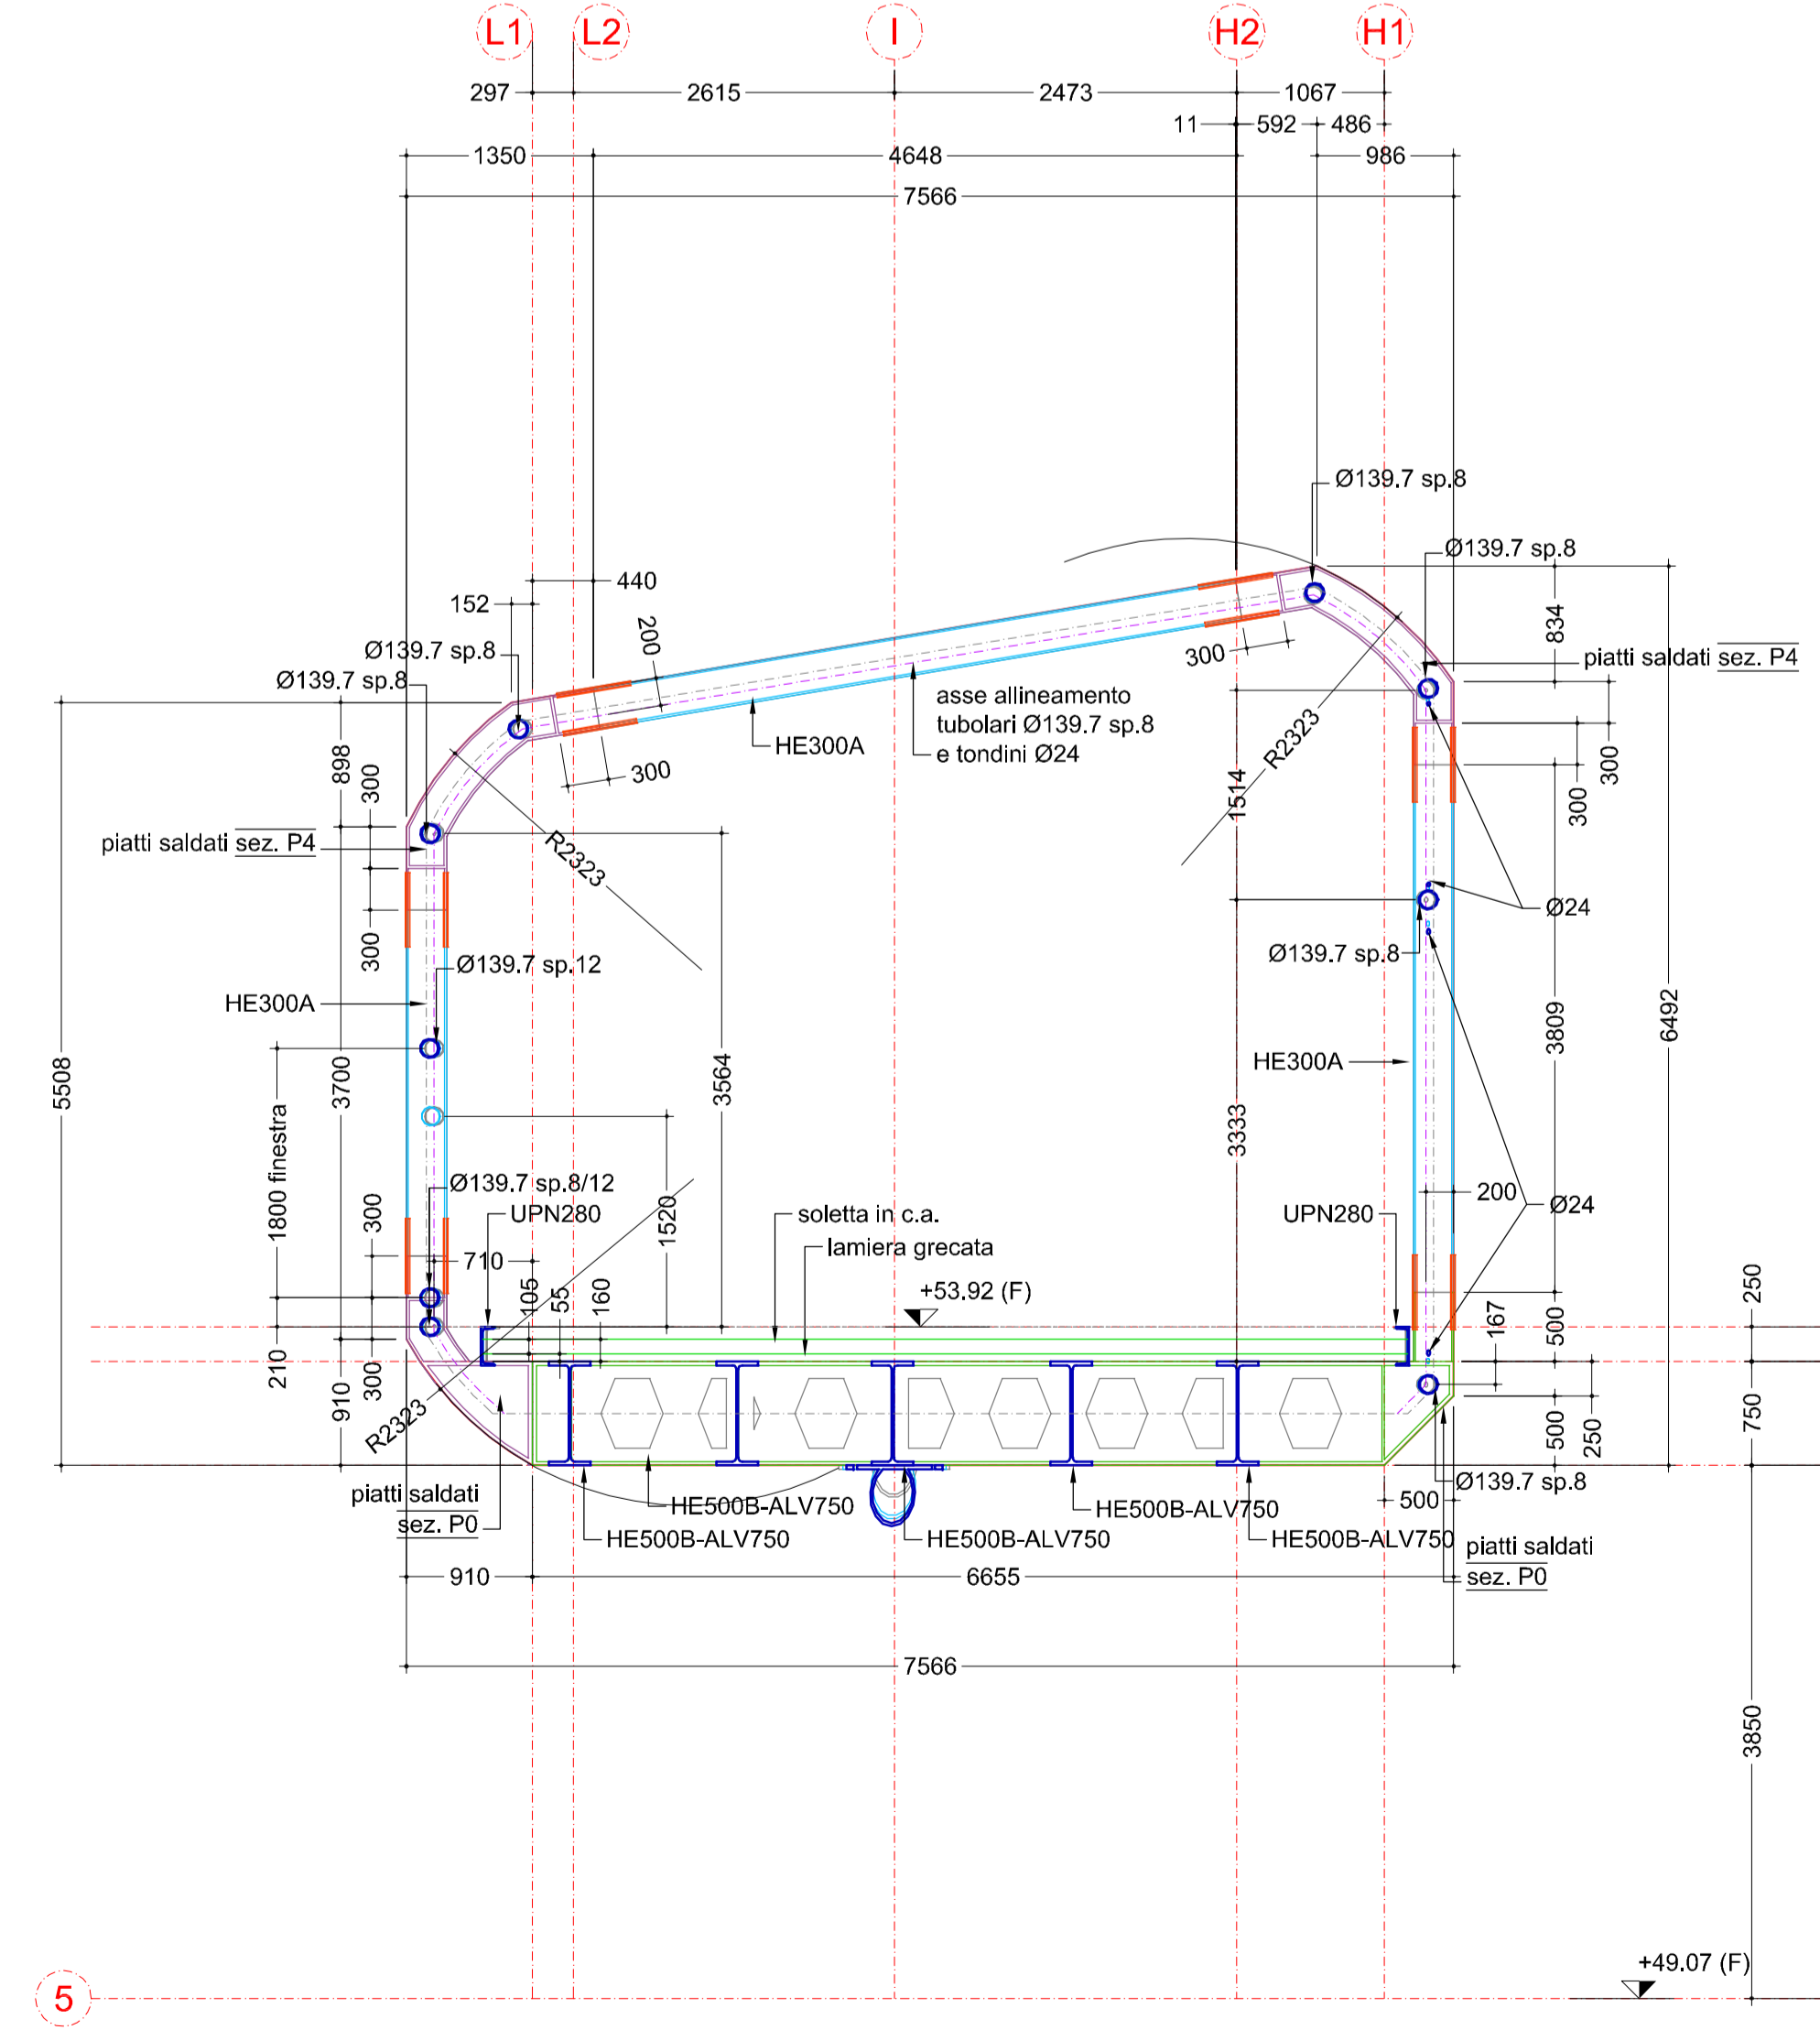 L1 L2 I H2 H1
297 2615 2473 1067
11 592 486
1350 4648 986
7566
Ø139.7 sp.8
Ø139.7 sp.8
440
152
200
834
Ø139.7 sp.8
piatti saldati sez. P4
300
Ø139.7 sp.8
asse allineamento
tubolari Ø139.7 sp.8
e tondini Ø24
HE300A
R2323
300
898
300
300
300
1514
piatti saldati sez. P4
R2323
Ø24
300
Ø139.7 sp.12
Ø139.7 sp.8
HE300A
6492
3809
HE300A
5508
3700
3564
1800 finestra
3333
Ø139.7 sp.8/12
200
UPN280
soletta in c.a.
UPN280
Ø24
1520
300
lamiera grecata
710
+53.92 (F)
105
55
160
250
167
500
210
300
910
R2323
750
500
250
Ø139.7 sp.8
piatti saldati
sez. P0
HE500B-ALV750
500
HE500B-ALV750
HE500B-ALV750
HE500B-ALV750
HE500B-ALV750
piatti saldati
sez. P0
910 6655
7566
3850
+49.07 (F)
5